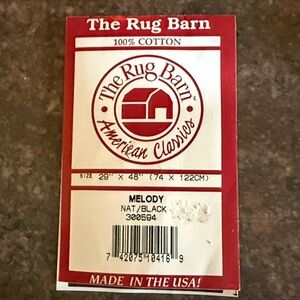 The Rug Barn
100% COTTON
The Rug Barn™
American Classics
SIZE 29" X 48" (74 X 122CM)
MELODY
NAT/BLACK
300594
7 42075 10418 9
MADE IN THE USA!